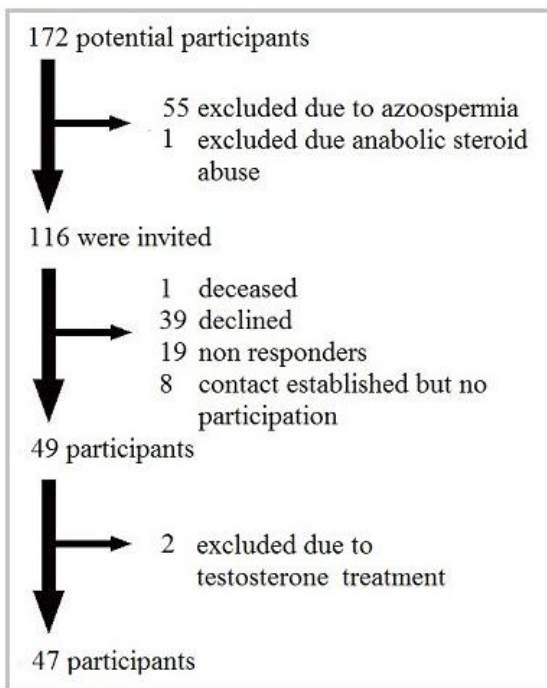 172 potential participants
55 excluded due to azoospermia
1 excluded due anabolic steroid
abuse
116 were invited
1 deceased
39 declined
19 non responders
8 contact established but no
participation
49 participants
2 excluded due to
testosterone treatment
47 participants